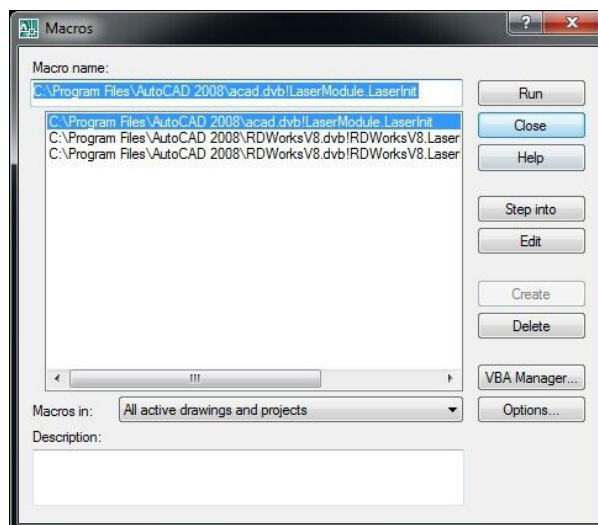 Macros
Macro name:
C:\Program Files\AutoCAD 2008\acad.dvb!LaserModule.LaserInit
C:\Program Files\AutoCAD 2008\acad.dvb!LaserModule.LaserInit
C:\Program Files\AutoCAD 2008\RDWorksV8.dvb!RDWorksV8.Laser
C:\Program Files\AutoCAD 2008\RDWorksV8.dvb!RDWorksV8.Laser
Run
Close
Help
Step into
Edit
Create
Delete
VBA Manager...
Macros in: All active drawings and projects
Options...
Description: